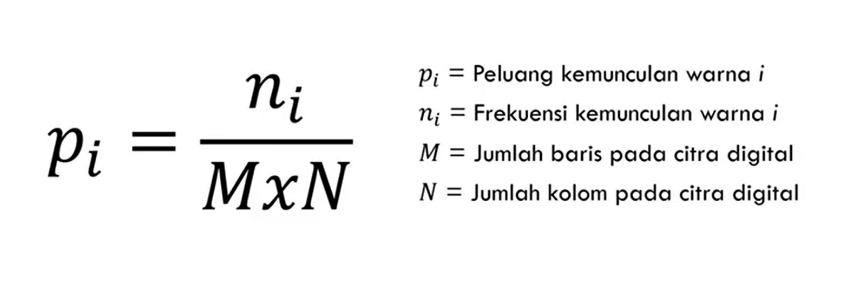 pᵢ = nᵢ / MxN
pᵢ = Peluang kemunculan warna i
nᵢ = Frekuensi kemunculan warna i
M = Jumlah baris pada citra digital
N = Jumlah kolom pada citra digital